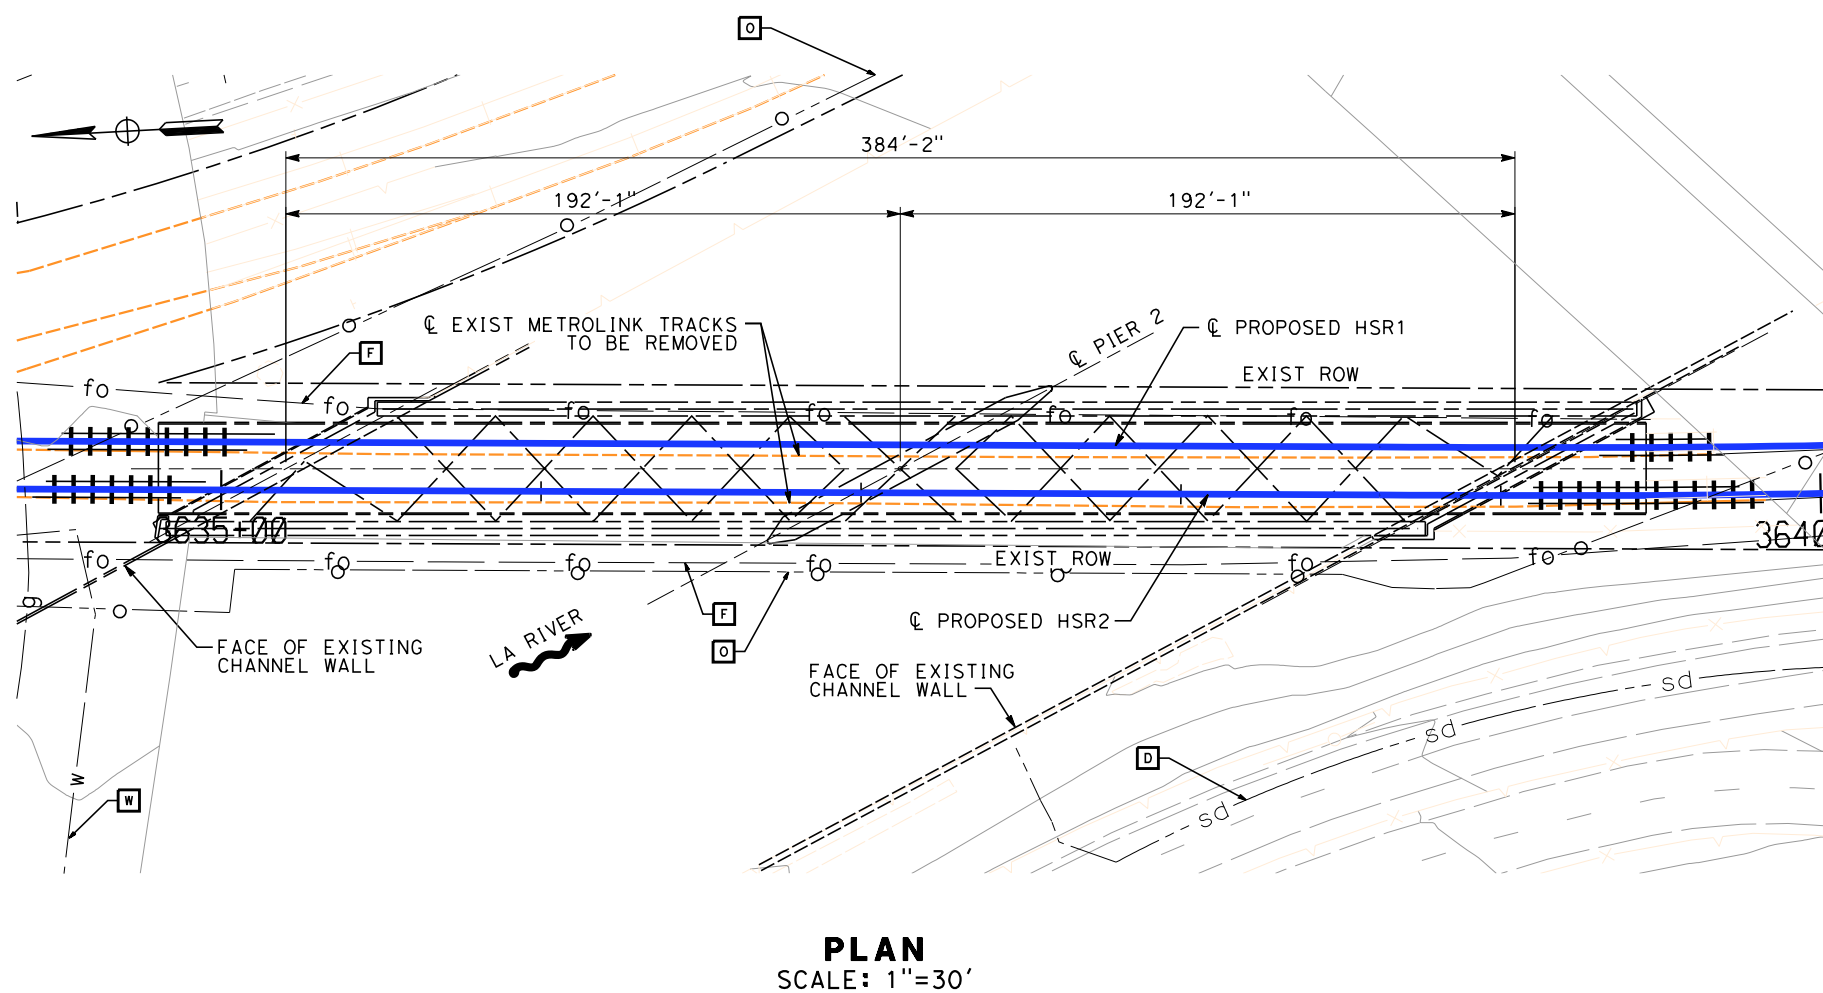 O
384'-2"
192'-1"
192'-1"
℄ EXIST METROLINK TRACKS
TO BE REMOVED
℄ PIER 2
℄ PROPOSED HSR1
F
EXIST ROW
fo
fo
fo
fo
fo
fo
fo
3635+00
3640
fo
fo
fo
fo
EXIST ROW
fo
fo
g
F
O
℄ PROPOSED HSR2
LA RIVER
FACE OF EXISTING
CHANNEL WALL
FACE OF EXISTING
CHANNEL WALL
sd
sd
sd
D
W
W
PLAN
SCALE: 1"=30'